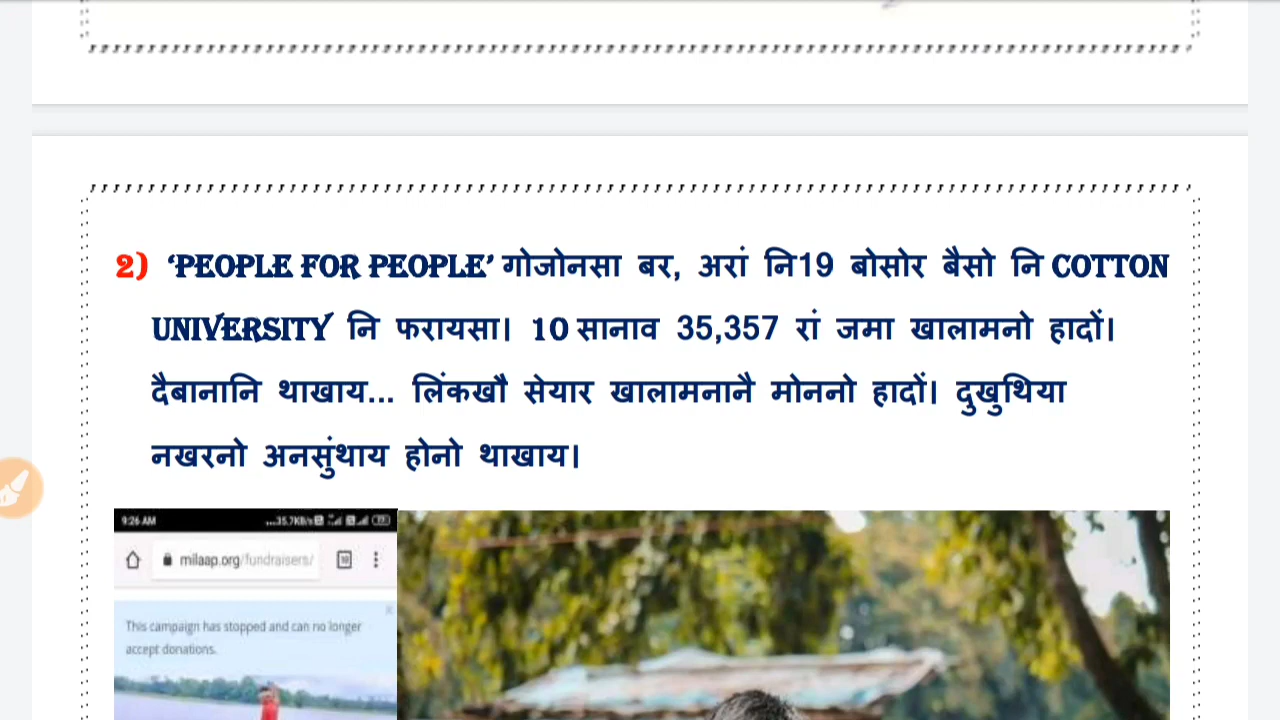 2) ‘PEOPLE FOR PEOPLE’ गोजोनसा बर, अरां नि19 बोसोर बैसो नि COTTON
UNIVERSITY नि फरायसा। 10 सानाव 35,357 रां जमा खालामनो हादों।
दैबानानि थाखाय... लिंकखौ सेयार खालामनानै मोननो हादों। दुखुथिया
नखरनो अनसुंथाय होनो थाखाय।
9:26 AM ...35.7KB/s
milaap.org/fundraisers/
This campaign has stopped and can no longer
accept donations.